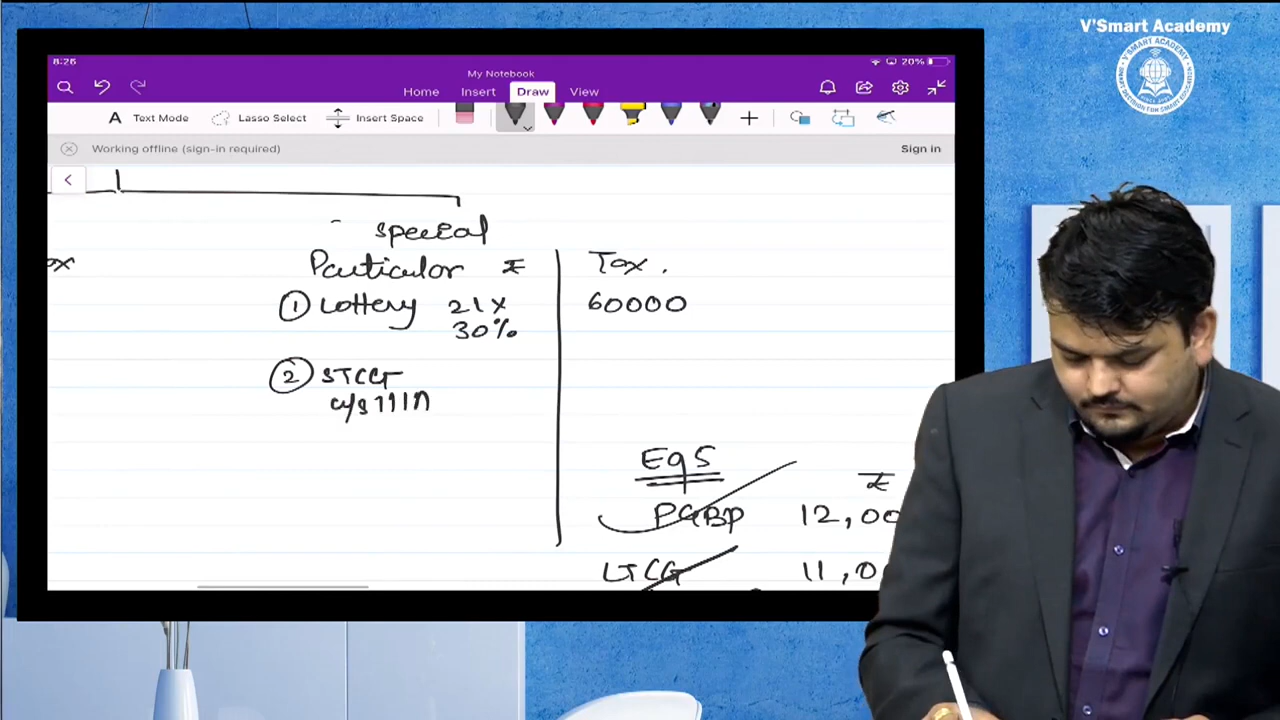 V'Smart Academy
V'SMART ACADEMY
8:26
20%
My Notebook
Home Insert Draw View
Text Mode Lasso Select Insert Space
Working offline (sign-in required)
Sign in
special
Particular ₹ Tax.
① Lottery 2L x 60000
30%
② STCG
u/s 111A
Eg 5
₹
PGBP 12,00
LTCG 11,0